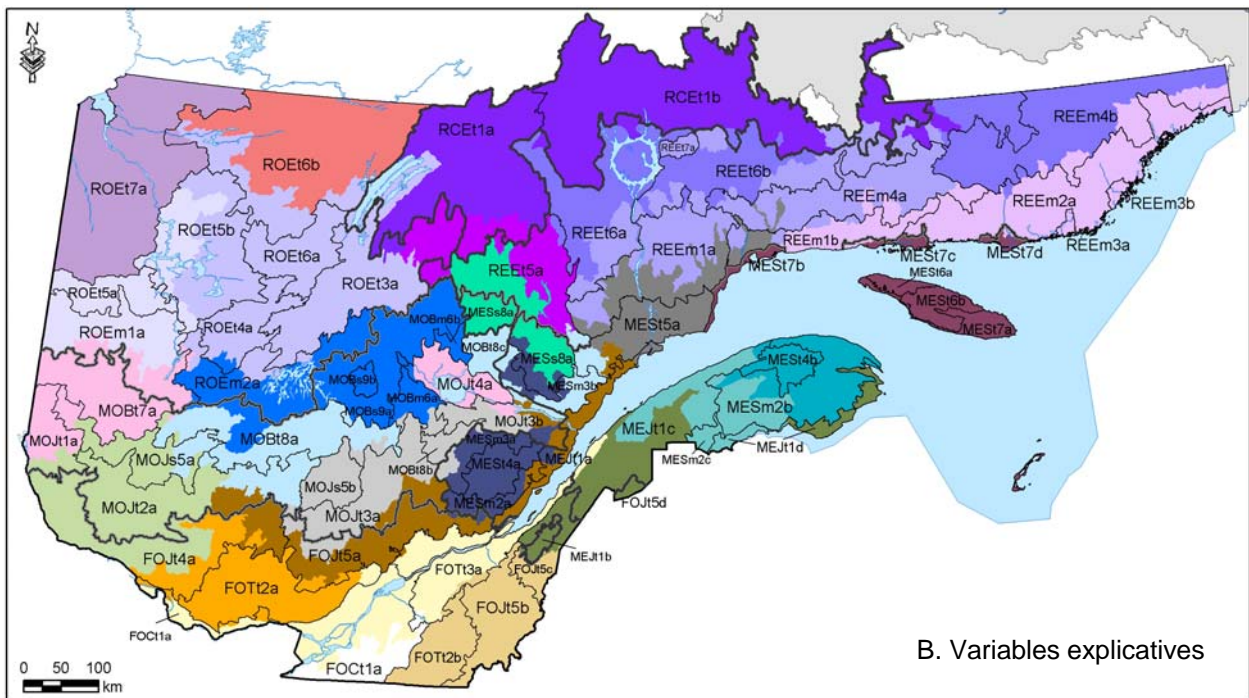 N
RCEt1b
RCEt1a
REEm4b
ROEt6b
REEt7a
ROEt7a
REEt6b
REEm4a
ROEt5b
REEm2a
REEm3b
REEt6a
REEm1a
ROEt6a
REEm1b
REEm3a
MESt7c
MESt7d
MESt7b
MESt6a
REEt5a
ROEt3a
ROEt5a
MESt6b
MESs8a
MESt5a
MESt7a
ROEt4a
ROEm1a
MOBm6b
MOBt8c
MESs8a
MESt4b
ROEm2a
MOBs9b
MOJt4a
MESm3b
MOBm6a
MESm2b
MOBs9a
MOBt7a
MOJt3b
MEJt1c
MOBt8a
MOJt1a
MESm3a
MEJt1d
MESm2c
MOJs5a
MOBt8b
MESt4a
MEJt1a
MOJs5b
MESm2a
FOJt5d
MOJt2a
MOJt3a
FOJt4a
FOJt5a
MEJt1b
FOTt3a
FOJt5c
FOTt2a
FOJt5b
FOCt1a
FOTt2b
FOCt1a
B. Variables explicatives
0 50 100
km